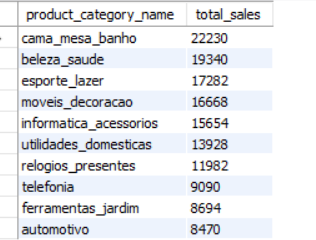 product_category_name total_sales
cama_mesa_banho 22230
beleza_saude 19340
esporte_lazer 17282
moveis_decoracao 16668
informatica_acessorios 15654
utilidades_domesticas 13928
relogios_presentes 11982
telefonia 9090
ferramentas_jardim 8694
automotivo 8470